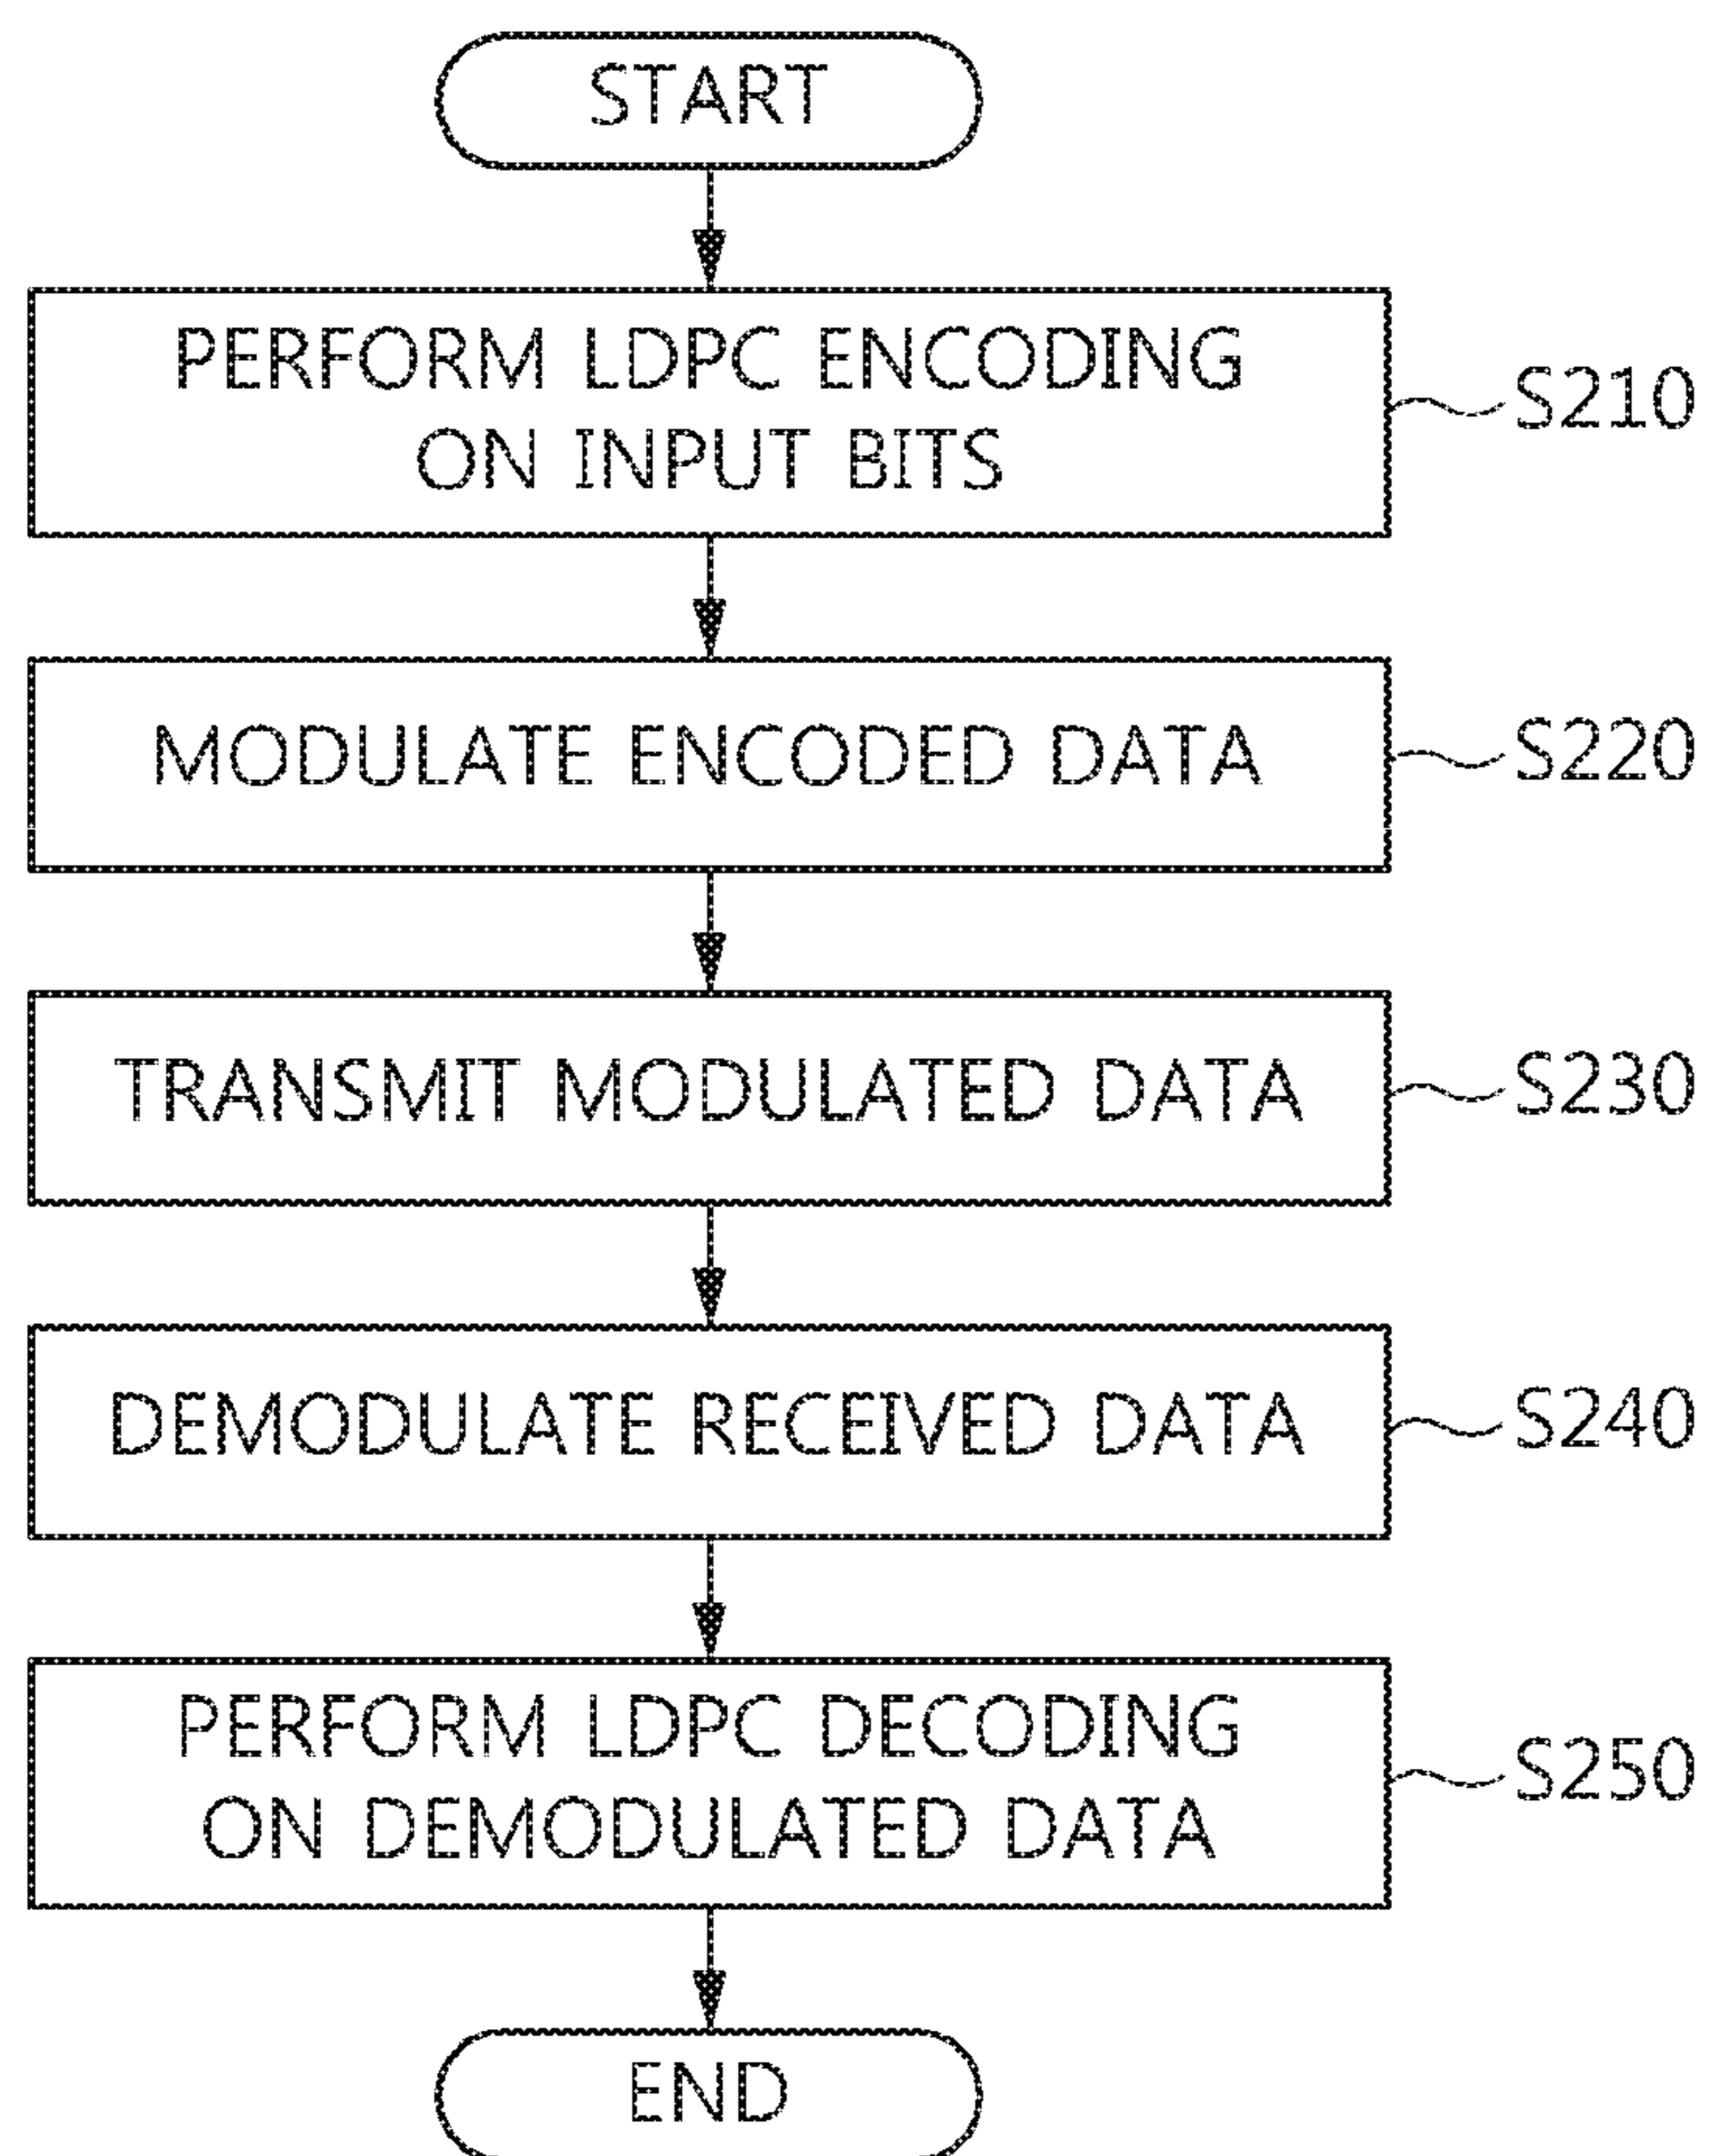 START
PERFORM LDPC ENCODING
ON INPUT BITS
S210
MODULATE ENCODED DATA
S220
TRANSMIT MODULATED DATA
S230
DEMODULATE RECEIVED DATA
S240
PERFORM LDPC DECODING
ON DEMODULATED DATA
S250
END